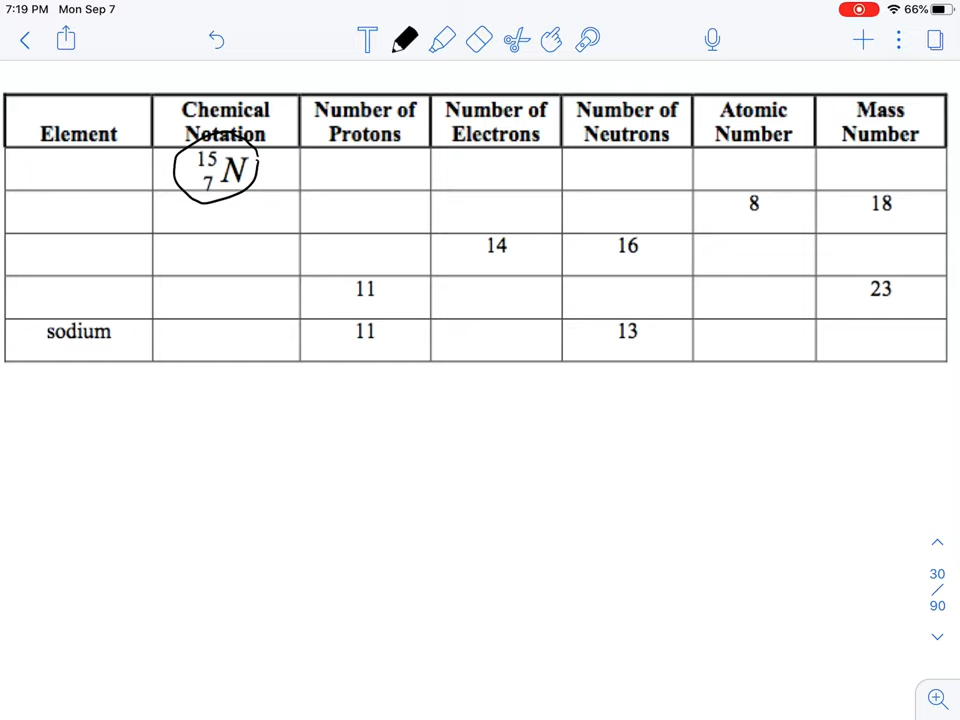 7:19 PM Mon Sep 7
66%
T
Element Chemical Notation Number of Protons Number of Electrons Number of Neutrons Atomic Number Mass Number
15 7 N
8 18
14 16
11 23
sodium 11 13
30
/
90